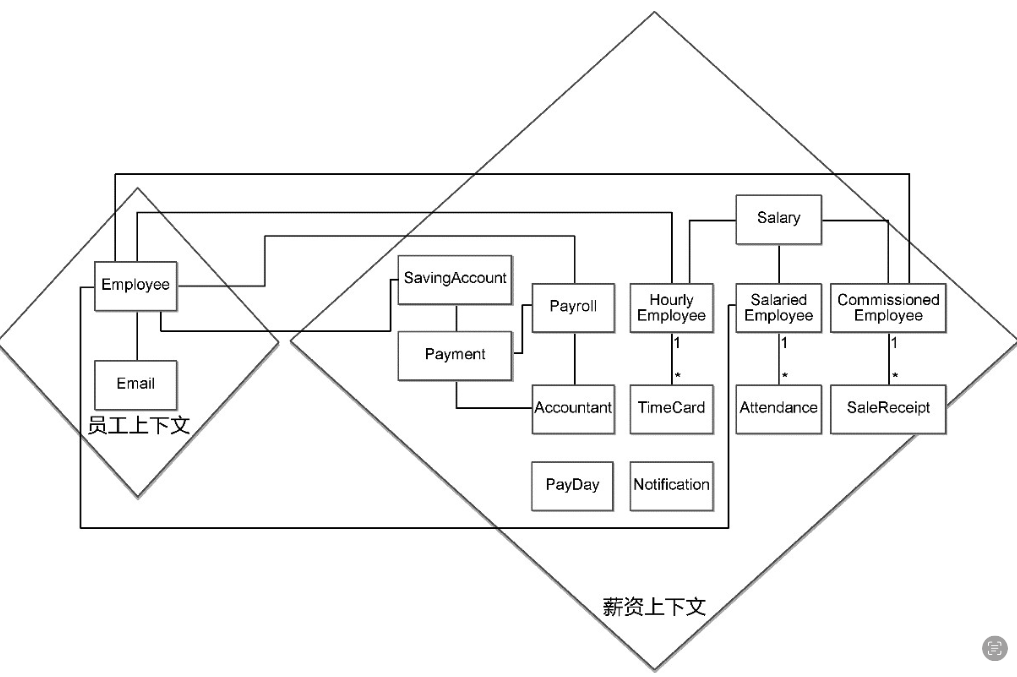 Salary
Employee
SavingAccount
Payroll
Hourly
Employee
Salaried
Employee
Commissioned
Employee
Payment
1
1
1
*
*
*
Email
Accountant
TimeCard
Attendance
SaleReceipt
员工上下文
PayDay
Notification
薪资上下文